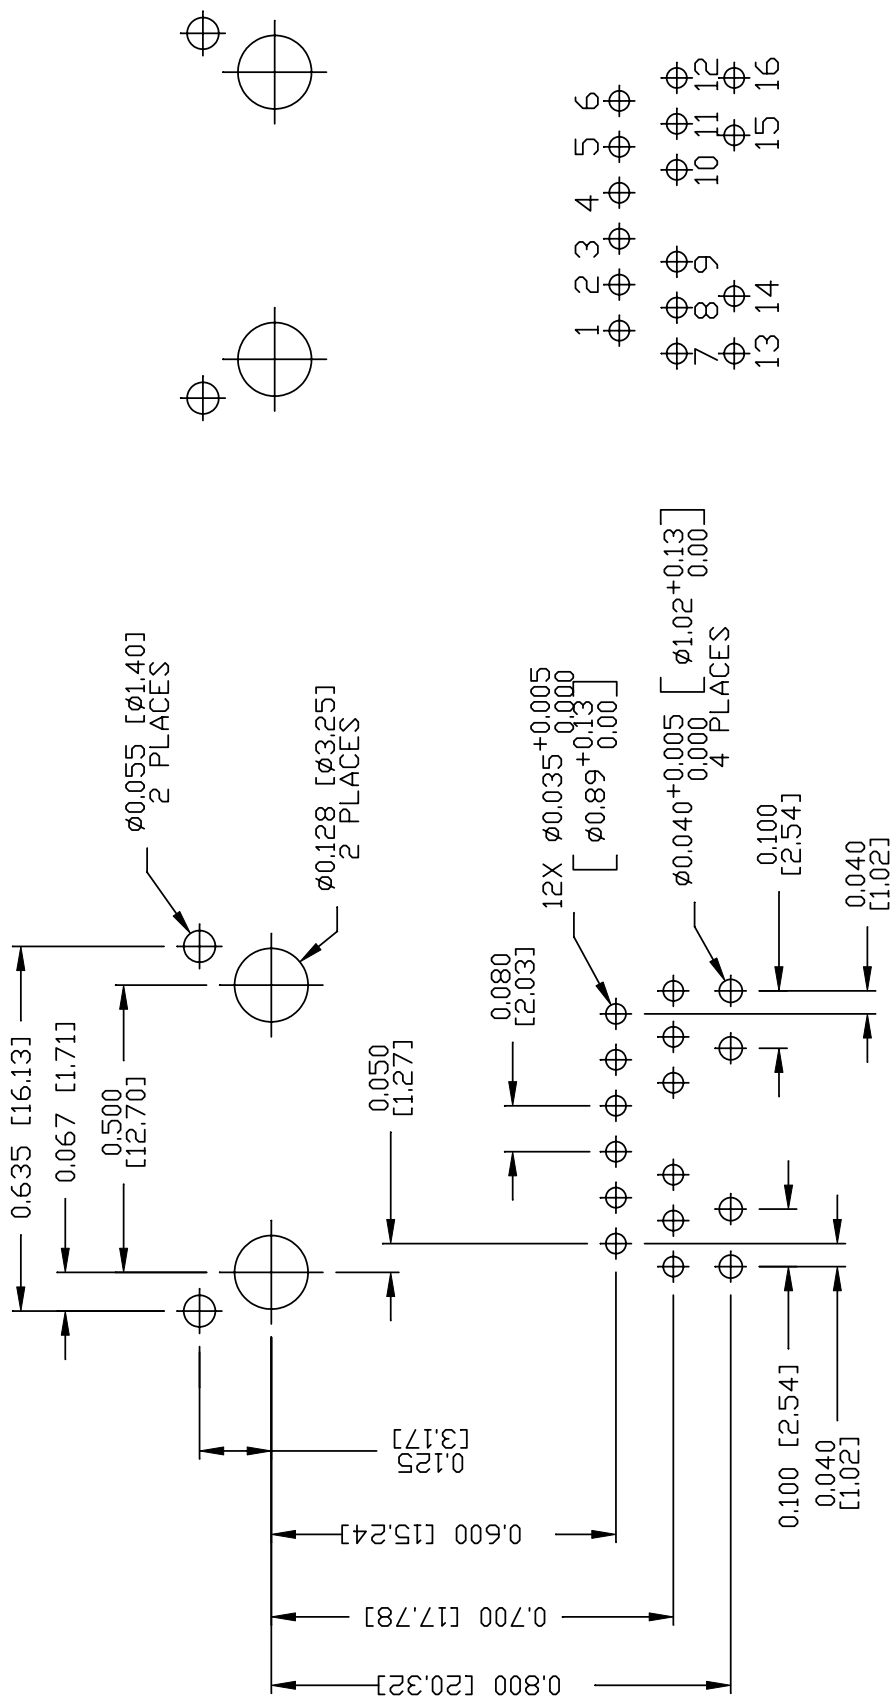 1 2 3 4 5 6
7 8 9 10 11 12
13 14 15 16
0.635 [16.13]
0.067 [1.71]
0.500
[12.70]
ø0.055 [ø1.40]
2 PLACES
ø0.128 [ø3.25]
2 PLACES
0.125
[3.17]
0.050
[1.27]
0.080
[2.03]
12X ø0.035+0.005
0.000
[ø0.89+0.13
0.00]
ø0.040+0.005
0.000
[ø1.02+0.13
0.00]
4 PLACES
0.100
[2.54]
0.040
[1.02]
0.600 [15.24]
0.700 [17.78]
0.800 [20.32]
0.100 [2.54]
0.040
[1.02]